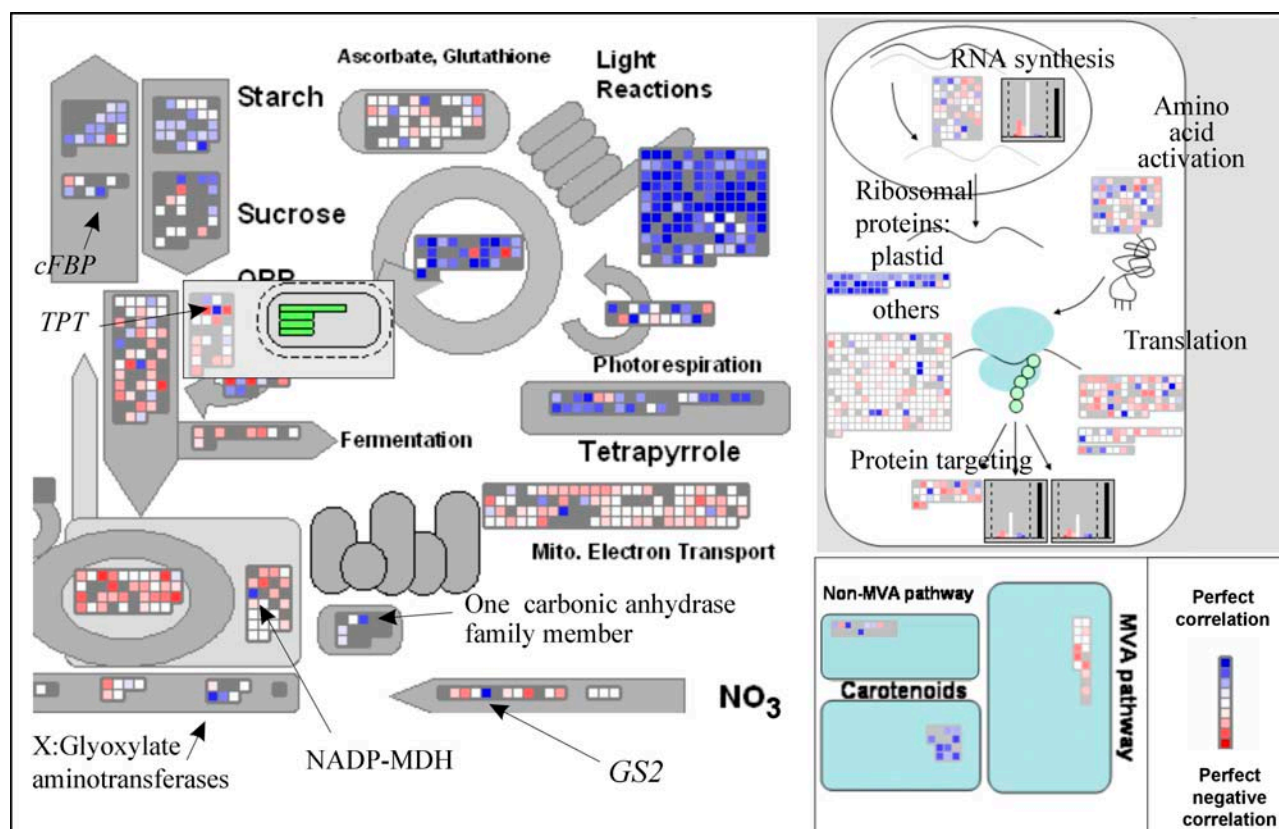 Ascorbate, Glutathione
Light
Reactions
Starch
Sucrose
cFBP
OPP
TPT
Photorespiration
Fermentation
Tetrapyrrole
Mito. Electron Transport
One carbonic anhydrase
family member
NO3
X:Glyoxylate
aminotransferases
NADP-MDH
GS2
RNA synthesis
Amino
acid
activation
Ribosomal
proteins:
plastid
others
Translation
Protein targeting
Non-MVA pathway
Carotenoids
MVA pathway
Perfect
correlation
Perfect
negative
correlation